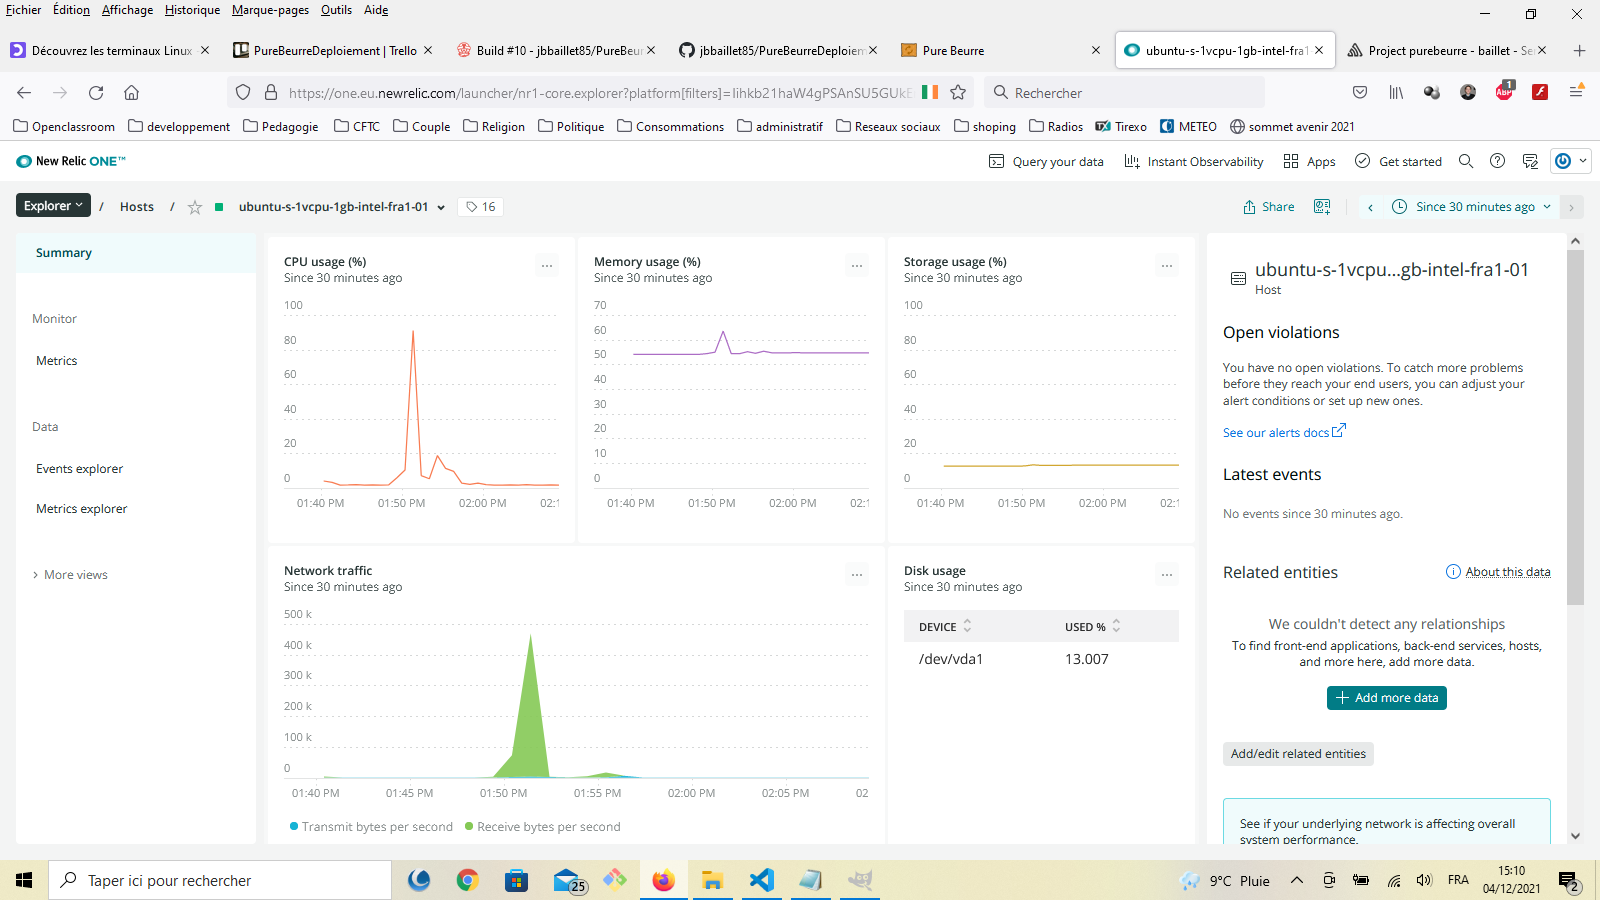 Fichier Édition Affichage Historique Marque-pages Outils Aide
Découvrez les terminaux Linux
PureBeurreDeploiement | Trello
Build #10 - jbbaillet85/PureBeur
jbbaillet85/PureBeurreDeploiem
Pure Beurre
ubuntu-s-1vcpu-1gb-intel-fra1
Project purebeurre - baillet - Se
https://one.eu.newrelic.com/launcher/nr1-core.explorer?platform[filters]=Iihkb21haW4gPSAnSU5GUkE
Rechercher
ABP 1
Openclassroom developpement Pedagogie CFTC Couple Religion Politique Consommations administratif Reseaux sociaux shoping Radios Tirexo METEO sommet avenir 2021
New Relic ONE™
Query your data Instant Observability Apps Get started
Explorer / Hosts / ubuntu-s-1vcpu-1gb-intel-fra1-01 16
Share Since 30 minutes ago
Summary
Monitor
Metrics
Data
Events explorer
Metrics explorer
More views
CPU usage (%)
Since 30 minutes ago
100
80
60
40
20
0
01:40 PM 01:50 PM 02:00 PM 02:1
Memory usage (%)
Since 30 minutes ago
70
60
50
40
30
20
10
0
01:40 PM 01:50 PM 02:00 PM 02:1
Storage usage (%)
Since 30 minutes ago
100
80
60
40
20
0
01:40 PM 01:50 PM 02:00 PM 02:1
Network traffic
Since 30 minutes ago
500 k
400 k
300 k
200 k
100 k
0
01:40 PM 01:45 PM 01:50 PM 01:55 PM 02:00 PM 02:05 PM 02
Transmit bytes per second Receive bytes per second
Disk usage
Since 30 minutes ago
DEVICE USED %
/dev/vda1 13.007
ubuntu-s-1vcpu...gb-intel-fra1-01
Host
Open violations
You have no open violations. To catch more problems
before they reach your end users, you can adjust your
alert conditions or set up new ones.
See our alerts docs
Latest events
No events since 30 minutes ago.
Related entities About this data
We couldn't detect any relationships
To find front-end applications, back-end services, hosts,
and more here, add more data.
Add more data
Add/edit related entities
See if your underlying network is affecting overall
system performance.
Taper ici pour rechercher
25
9°C Pluie
FRA
15:10
04/12/2021
2